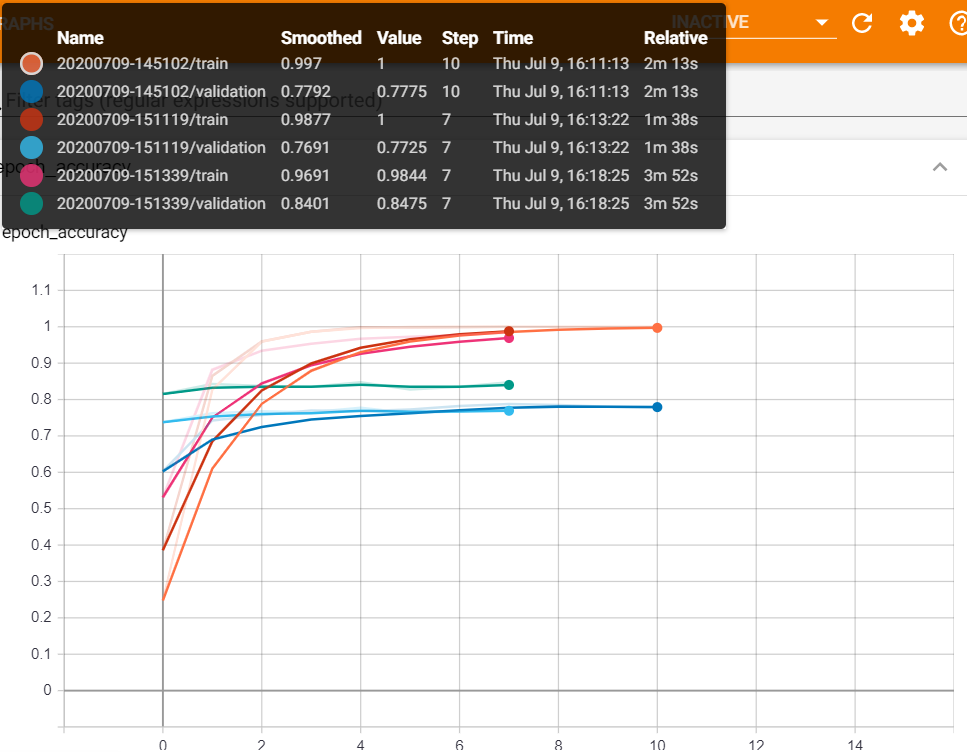 RAPHS
INACTIVE
Name Smoothed Value Step Time Relative
20200709-145102/train 0.997 1 10 Thu Jul 9, 16:11:13 2m 13s
20200709-145102/validation 0.7792 0.7775 10 Thu Jul 9, 16:11:13 2m 13s
Filter tags (regular expressions supported)
20200709-151119/train 0.9877 1 7 Thu Jul 9, 16:13:22 1m 38s
20200709-151119/validation 0.7691 0.7725 7 Thu Jul 9, 16:13:22 1m 38s
epoch_accuracy
20200709-151339/train 0.9691 0.9844 7 Thu Jul 9, 16:18:25 3m 52s
20200709-151339/validation 0.8401 0.8475 7 Thu Jul 9, 16:18:25 3m 52s
epoch_accuracy
1.1
1
0.9
0.8
0.7
0.6
0.5
0.4
0.3
0.2
0.1
0
0 2 4 6 8 10 12 14